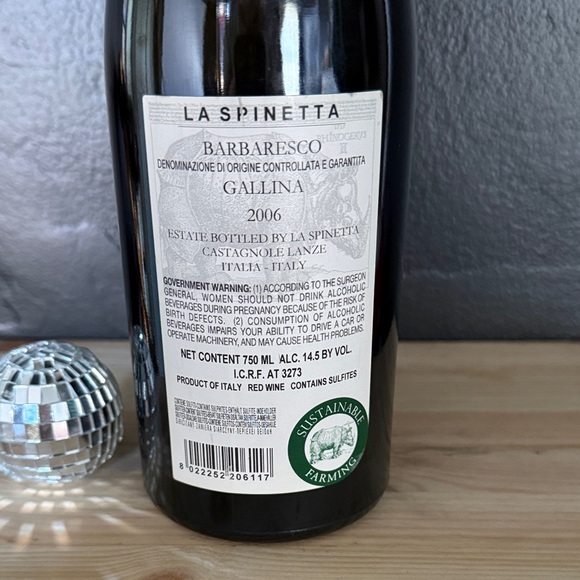 LA SPINETTA
RHINOCERVS
BARBARESCO
DENOMINAZIONE DI ORIGINE CONTROLLATA E GARANTITA
GALLINA
2006
ESTATE BOTTLED BY LA SPINETTA
CASTAGNOLE LANZE
ITALIA - ITALY
GOVERNMENT WARNING: (1) ACCORDING TO THE SURGEON
GENERAL, WOMEN SHOULD NOT DRINK ALCOHOLIC
BEVERAGES DURING PREGNANCY BECAUSE OF THE RISK OF
BIRTH DEFECTS. (2) CONSUMPTION OF ALCOHOLIC
BEVERAGES IMPAIRS YOUR ABILITY TO DRIVE A CAR OR
OPERATE MACHINERY, AND MAY CAUSE HEALTH PROBLEMS.
NET CONTENT 750 ML ALC. 14.5 BY VOL.
I.C.R.F. AT 3273
PRODUCT OF ITALY RED WINE CONTAINS SULFITES
8 022252 206117
SUSTAINABLE
FARMING